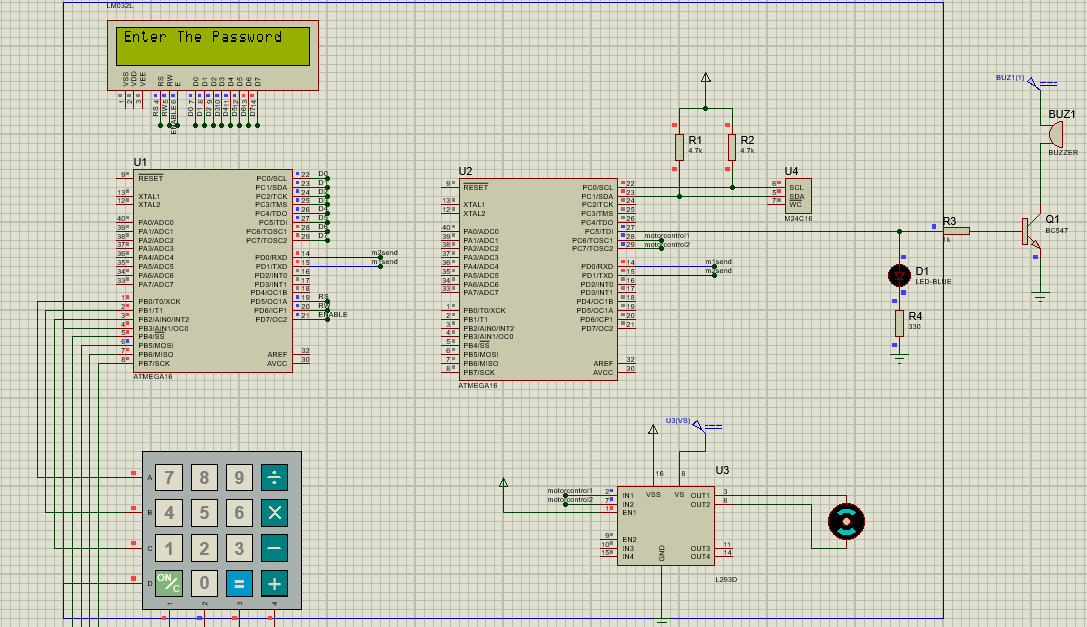 LM032L
Enter The Password
VSS VDD VEE RS RW E D0 D1 D2 D3 D4 D5 D6 D7
1 2 3 4 5 6 7 8 9 10 11 12 13 14
RS RW ENABLE D0 D1 D2 D3 D4 D5 D6 D7
BUZ1(1)
BUZ1
BUZZER
R1
4.7k
R2
4.7k
U1
9 RESET PC0/SCL 22 D0
PC1/SDA 23
13 XTAL1 PC2/TCK 24
12 XTAL2 PC3/TMS 25
PC4/TDO 26
40 PA0/ADC0 PC5/TDI 27
39 PA1/ADC1 PC6/TOSC1 28
38 PA2/ADC2 PC7/TOSC2 29
37 PA3/ADC3
36 PA4/ADC4 PD0/RXD 14 m2send
35 PA5/ADC5 PD1/TXD 15 m1send
34 PA6/ADC6 PD2/INT0 16
33 PA7/ADC7 PD3/INT1 17
PD4/OC1B 18
1 PB0/T0/XCK PD5/OC1A 19 RS
2 PB1/T1 PD6/ICP1 20 RW
3 PB2/AIN0/INT2 PD7/OC2 21 ENABLE
4 PB3/AIN1/OC0
5 PB4/SS
6 PB5/MOSI
7 PB6/MISO AREF 32
8 PB7/SCK AVCC 30
ATMEGA16
U2
9 RESET PC0/SCL 22
PC1/SDA 23
13 XTAL1 PC2/TCK 24
12 XTAL2 PC3/TMS 25
PC4/TDO 26
40 PA0/ADC0 PC5/TDI 27
39 PA1/ADC1 PC6/TOSC1 28 motorcontrol1
38 PA2/ADC2 PC7/TOSC2 29 motorcontrol2
37 PA3/ADC3
36 PA4/ADC4 PD0/RXD 14 m1send
35 PA5/ADC5 PD1/TXD 15 m2send
34 PA6/ADC6 PD2/INT0 16
33 PA7/ADC7 PD3/INT1 17
PD4/OC1B 18
1 PB0/T0/XCK PD5/OC1A 19
2 PB1/T1 PD6/ICP1 20
3 PB2/AIN0/INT2 PD7/OC2 21
4 PB3/AIN1/OC0
5 PB4/SS
6 PB5/MOSI
7 PB6/MISO AREF 32
8 PB7/SCK AVCC 30
ATMEGA16
U4
6 SCL
5 SDA
7 WC
M24C16
R3
1k
Q1
BC547
D1
LED-BLUE
R4
330
U3(VS)
U3
16 8
VSS VS
motorcontrol1 2 IN1 OUT1 3
motorcontrol2 7 IN2 OUT2 6
1 EN1
9 EN2
10 IN3 OUT3 11
15 IN4 OUT4 14
GND
L293D
A 7 8 9 ÷
B 4 5 6 ×
C 1 2 3 −
D ON/C 0 = +
1 2 3 4